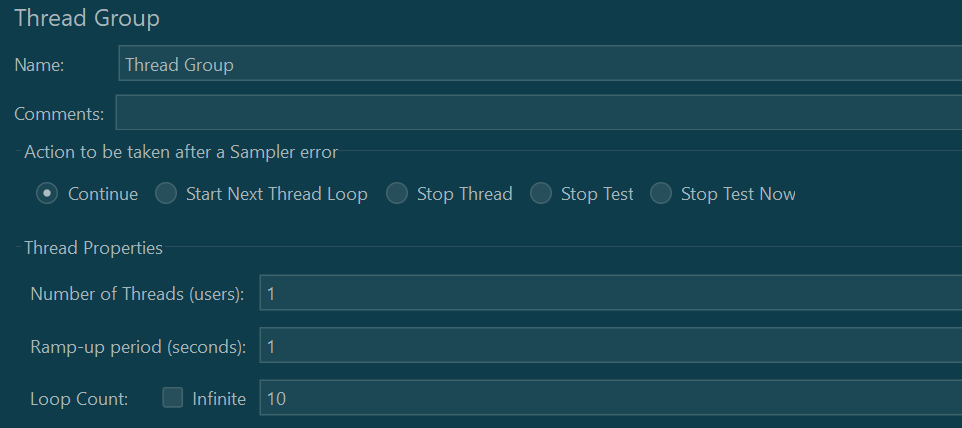 Thread Group
Name: Thread Group
Comments:
Action to be taken after a Sampler error
Continue Start Next Thread Loop Stop Thread Stop Test Stop Test Now
Thread Properties
Number of Threads (users): 1
Ramp-up period (seconds): 1
Loop Count: Infinite 10